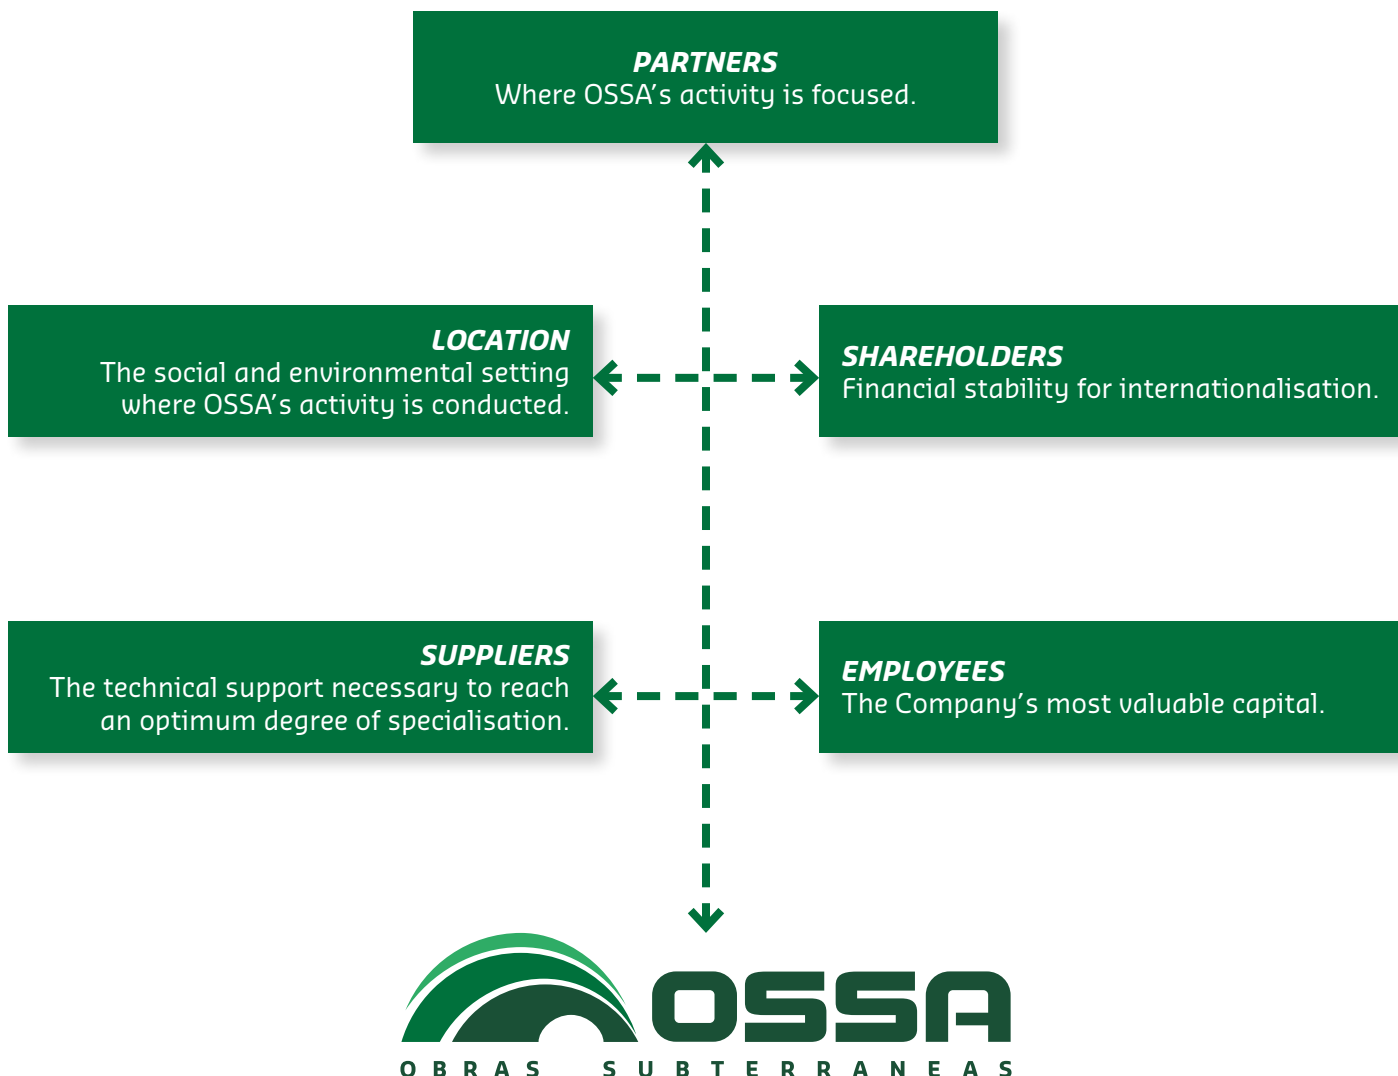 PARTNERS
Where OSSA's activity is focused.
LOCATION
The social and environmental setting
where OSSA's activity is conducted.
SHAREHOLDERS
Financial stability for internationalisation.
SUPPLIERS
The technical support necessary to reach
an optimum degree of specialisation.
EMPLOYEES
The Company's most valuable capital.
OSSA
OBRAS SUBTERRANEAS